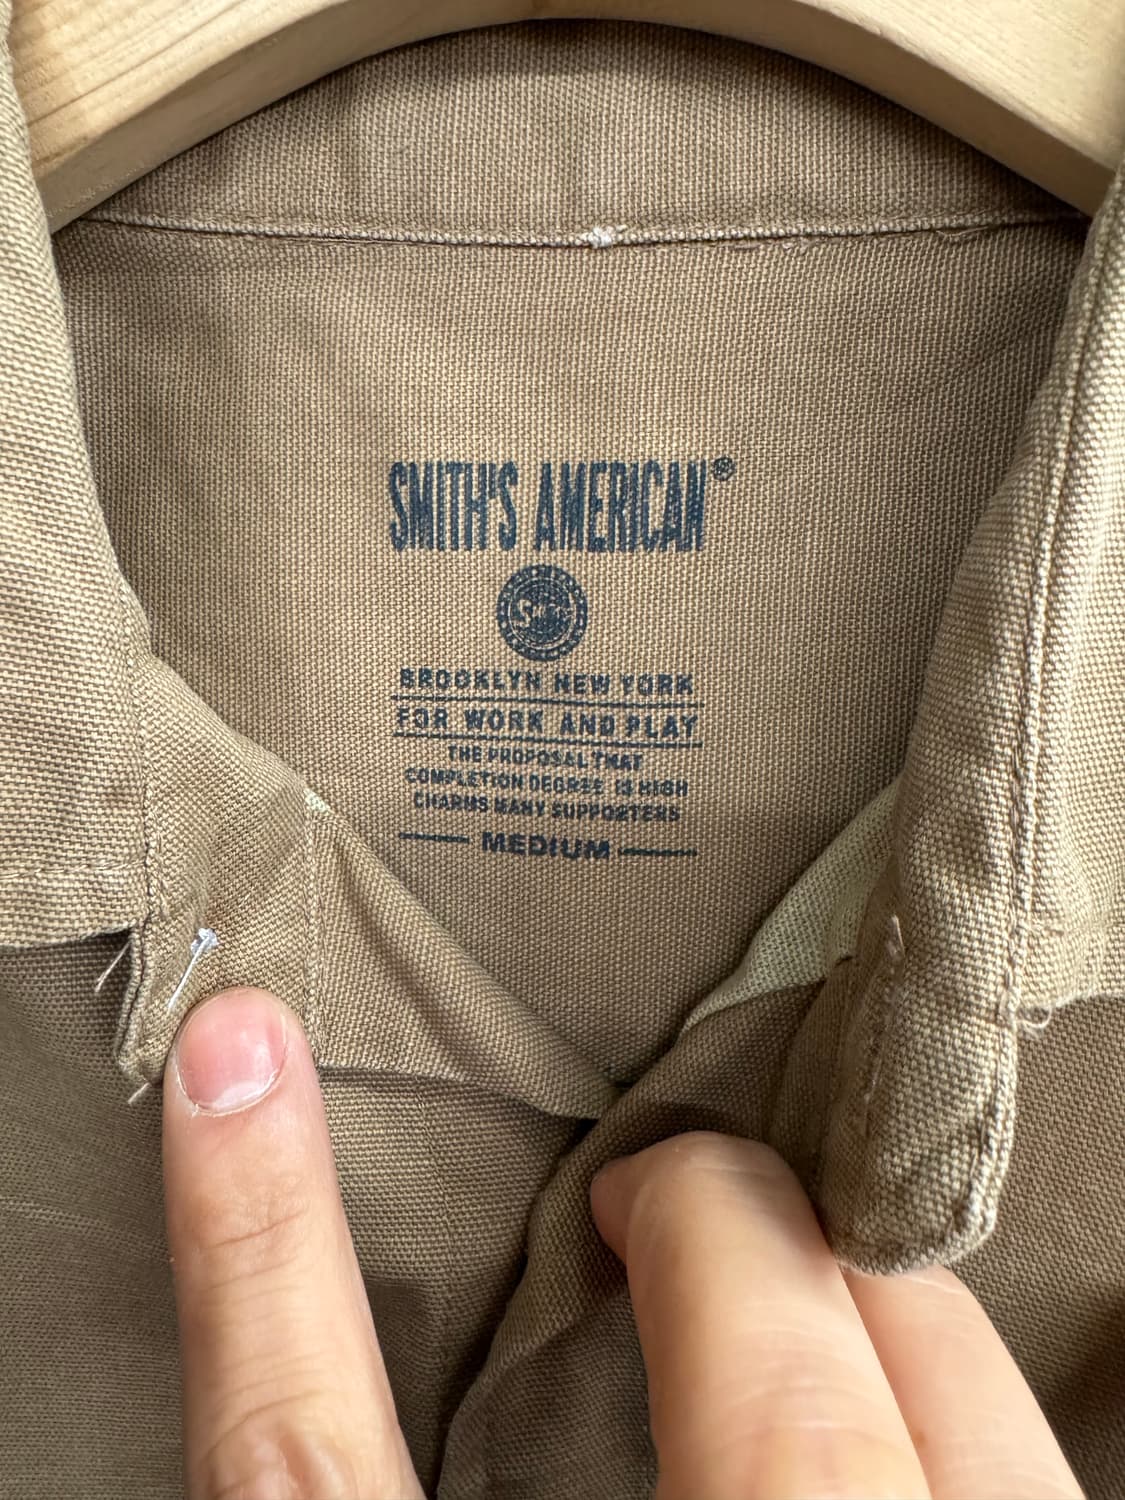 SMITH'S AMERICAN®
Smith's
BROOKLYN NEW YORK
FOR WORK AND PLAY
THE PROPOSAL THAT
COMPLETION DEGREE IS HIGH
CHARMS MANY SUPPORTERS
MEDIUM